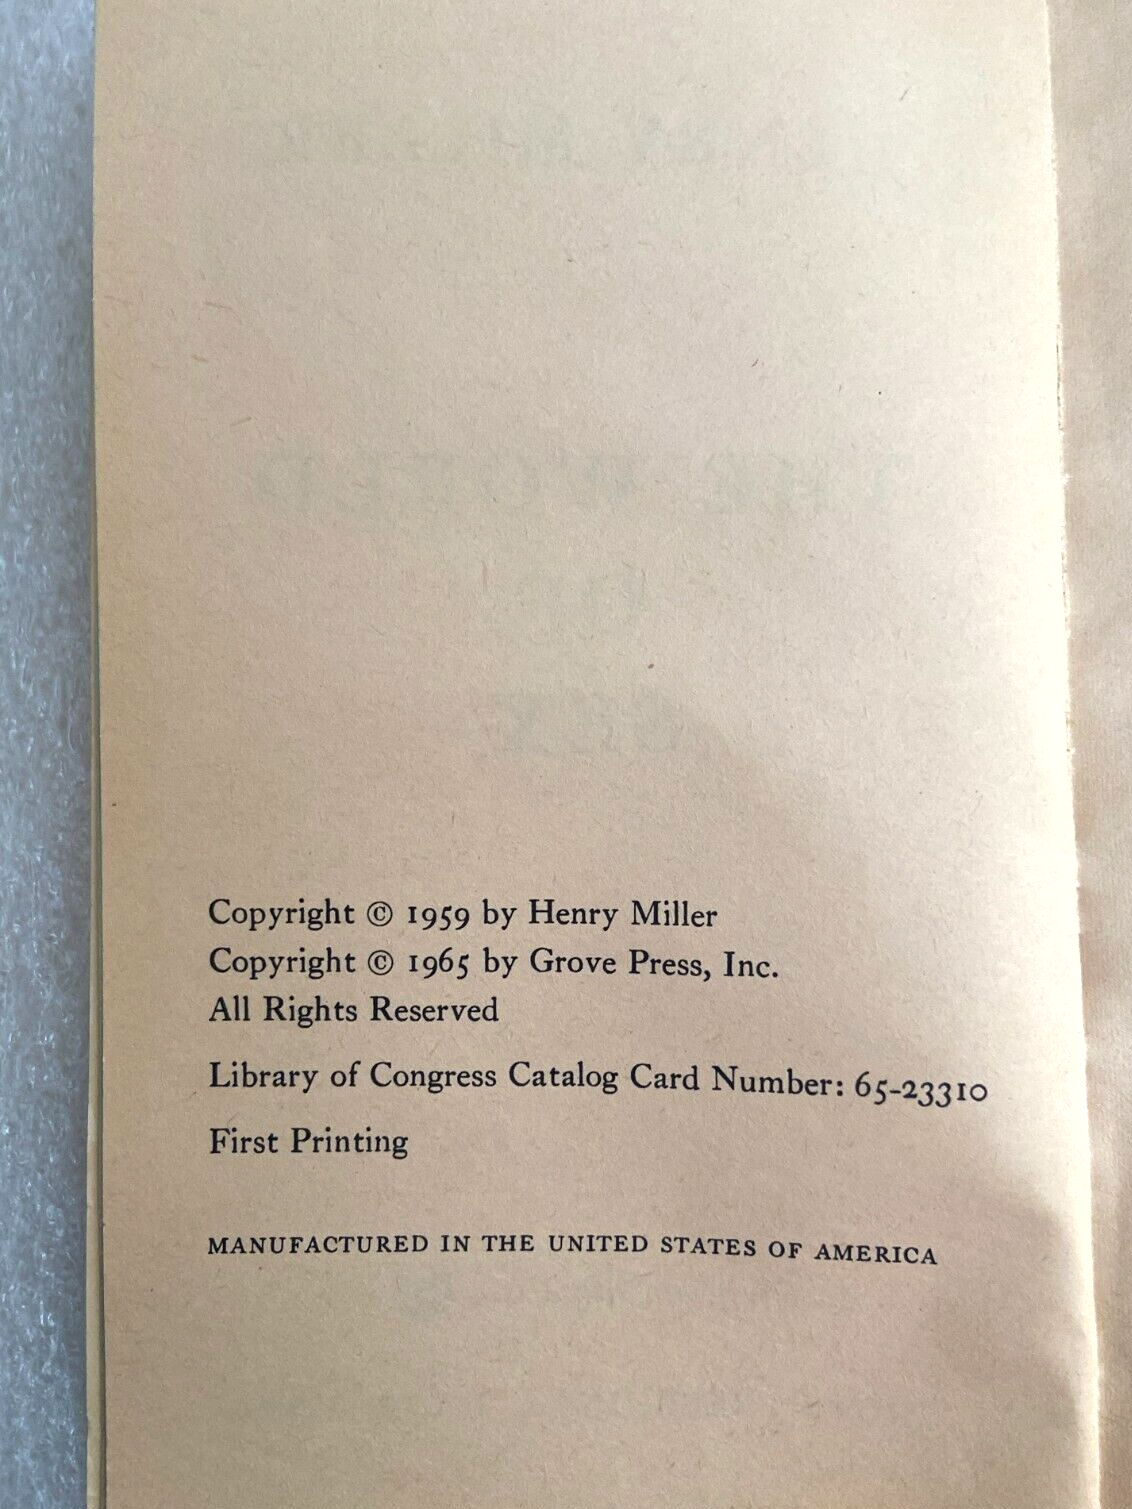 Copyright © 1959 by Henry Miller
Copyright © 1965 by Grove Press, Inc.
All Rights Reserved
Library of Congress Catalog Card Number: 65-23310
First Printing
MANUFACTURED IN THE UNITED STATES OF AMERICA